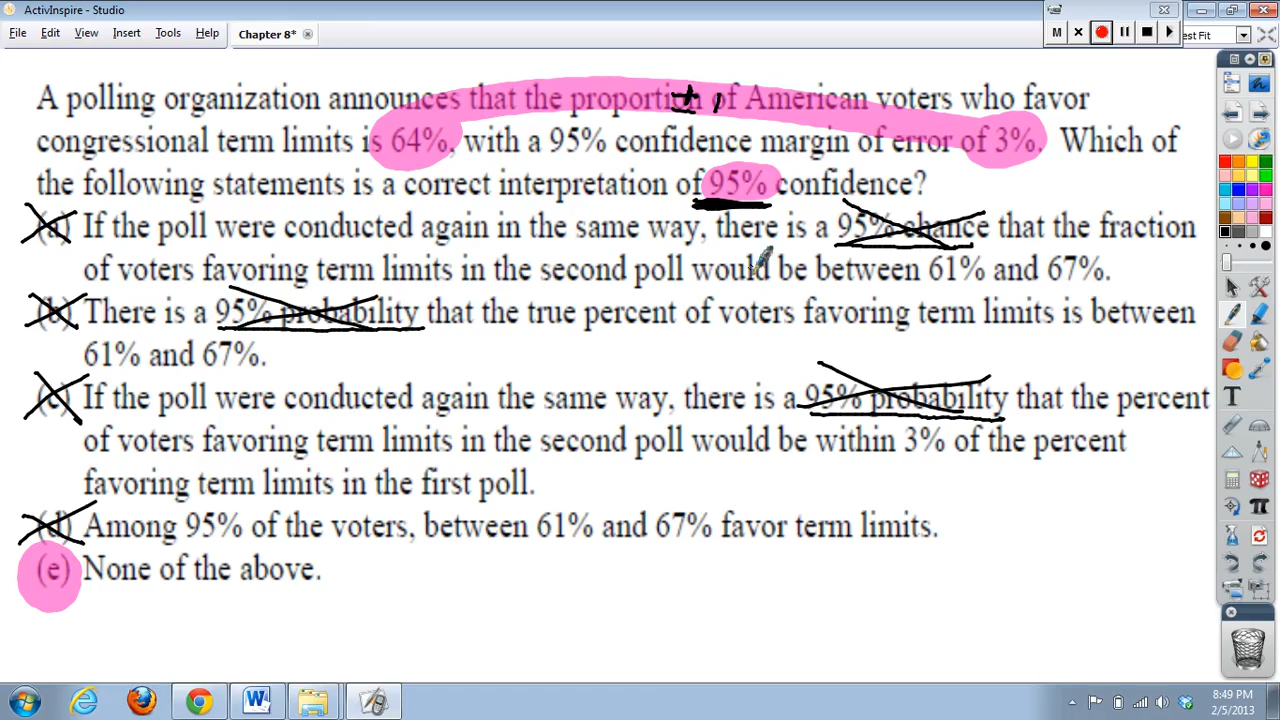 ActivInspire - Studio
File Edit View Insert Tools Help Chapter 8*
M
est Fit
A polling organization announces that the proportion of American voters who favor
congressional term limits is 64%, with a 95% confidence margin of error of 3%. Which of
the following statements is a correct interpretation of 95% confidence?
(a) If the poll were conducted again in the same way, there is a 95% chance that the fraction
of voters favoring term limits in the second poll would be between 61% and 67%.
(b) There is a 95% probability that the true percent of voters favoring term limits is between
61% and 67%.
(c) If the poll were conducted again the same way, there is a 95% probability that the percent
of voters favoring term limits in the second poll would be within 3% of the percent
favoring term limits in the first poll.
(d) Among 95% of the voters, between 61% and 67% favor term limits.
(e) None of the above.
8:49 PM
2/5/2013